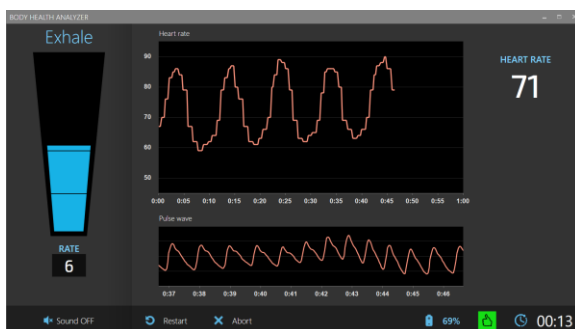 BODY HEALTH ANALYZER
Exhale
RATE
6
Heart rate
90
80
70
60
50
0:00 0:05 0:10 0:15 0:20 0:25 0:30 0:35 0:40 0:45 0:50 0:55 1:00
Pulse wave
0:37 0:38 0:39 0:40 0:41 0:42 0:43 0:44 0:45 0:46
HEART RATE
71
Sound OFF
Restart
Abort
69%
00:13